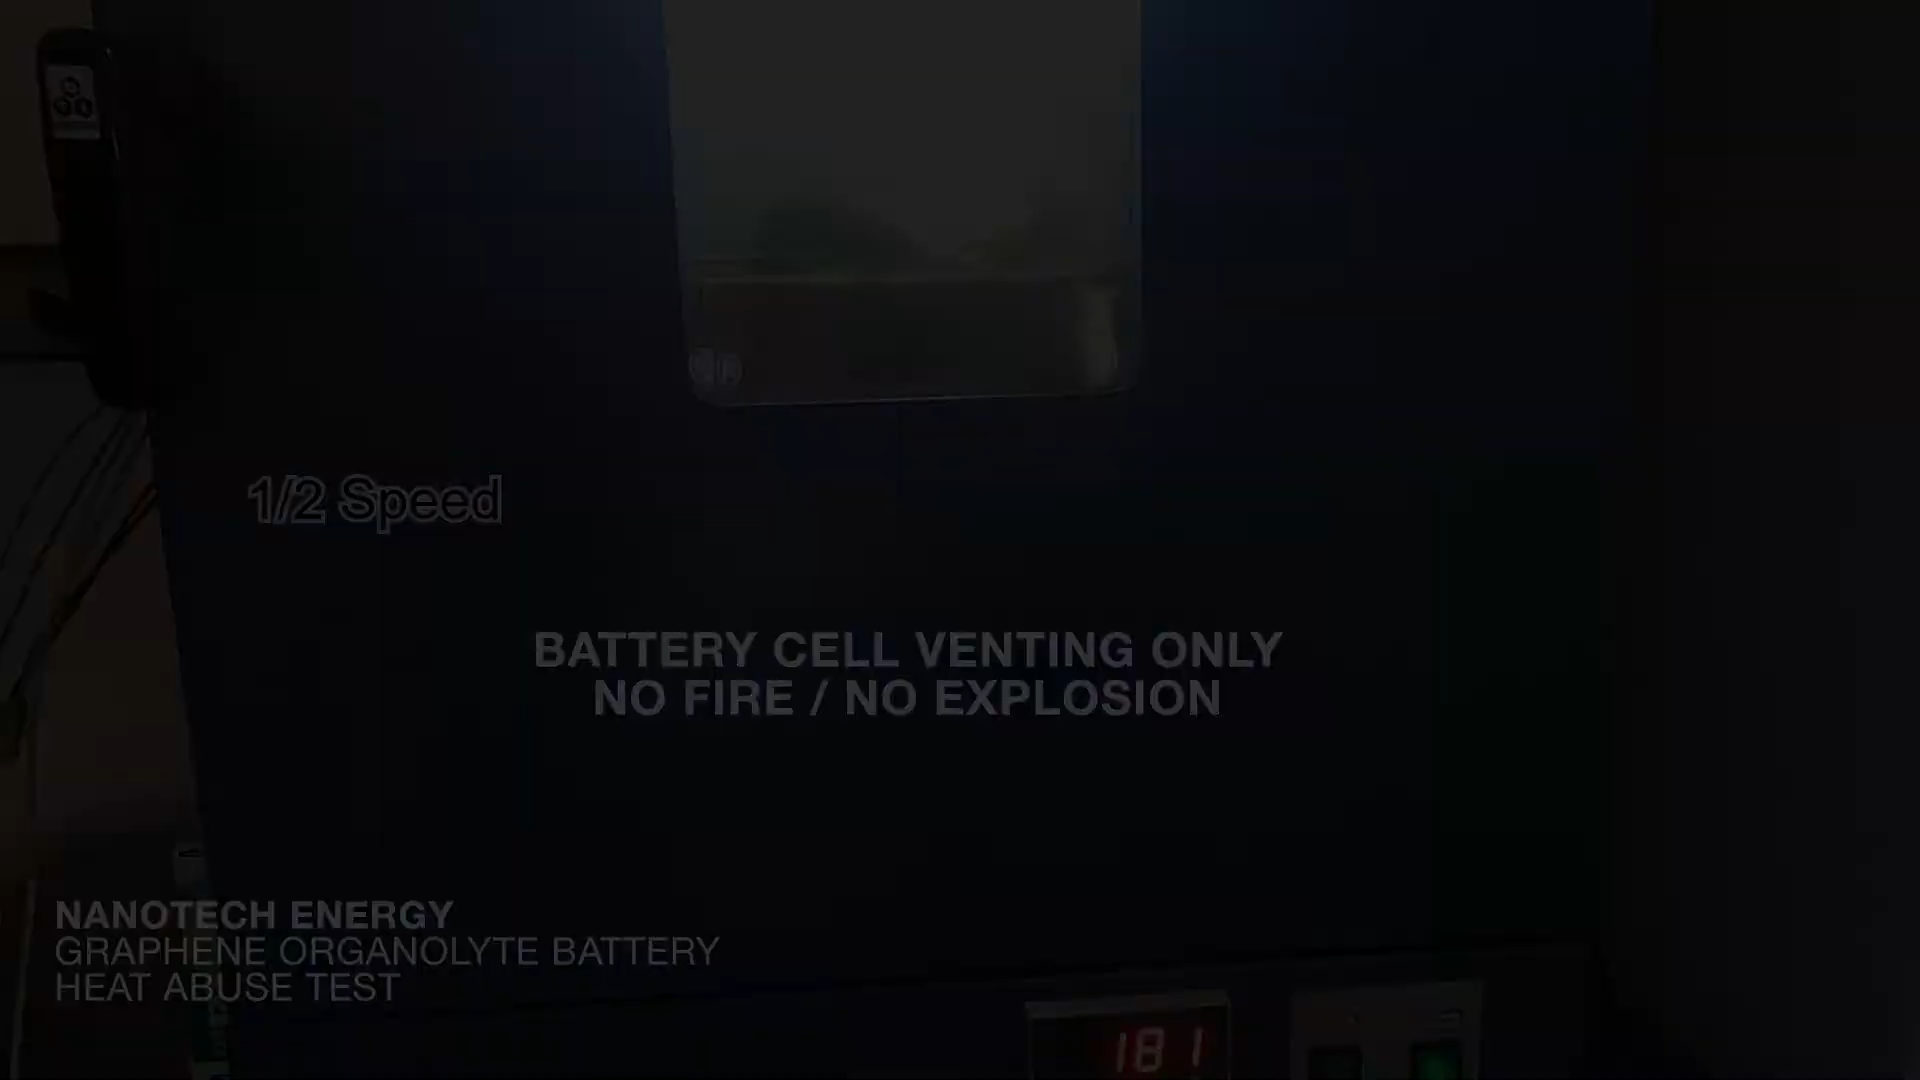 1/2 Speed
BATTERY CELL VENTING ONLY
NO FIRE / NO EXPLOSION
NANOTECH ENERGY
GRAPHENE ORGANOLYTE BATTERY
HEAT ABUSE TEST
181